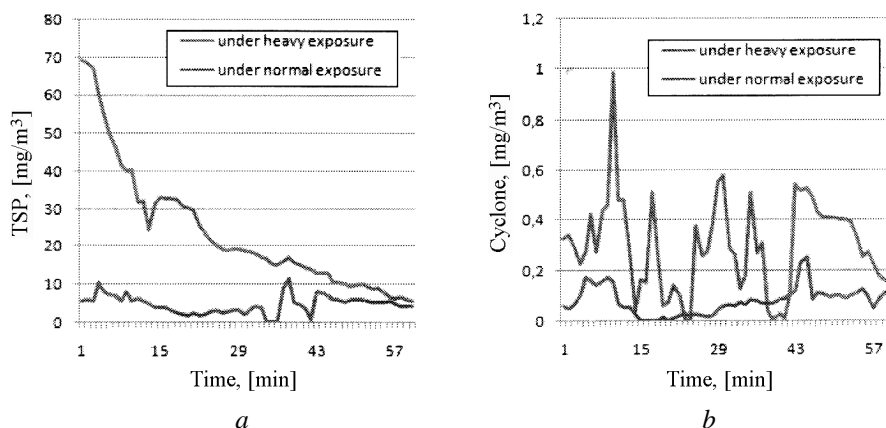 80
70
60
50
40
30
20
10
0
TSP, [mg/m³]
under heavy exposure
under normal exposure
1 15 29 43 57
Time, [min]
a
1,2
1
0,8
0,6
0,4
0,2
0
Cyclone, [mg/m³]
under heavy exposure
under normal exposure
1 15 29 43 57
Time, [min]
b